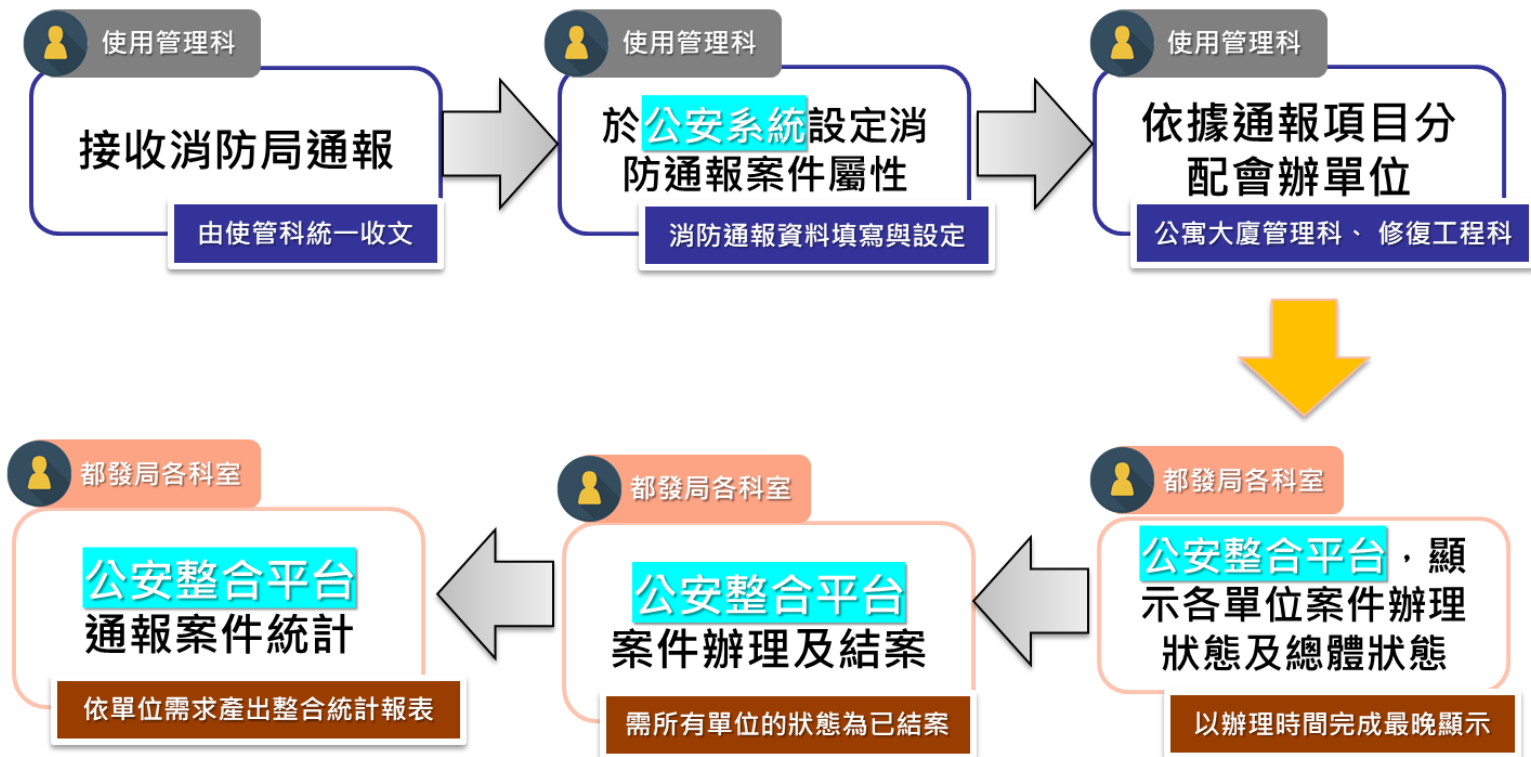 使用管理科
接收消防局通報
由使管科統一收文
使用管理科
於公安系統設定消
防通報案件屬性
消防通報資料填寫與設定
使用管理科
依據通報項目分
配會辦單位
公寓大廈管理科、 修復工程科
都發局各科室
公安整合平台，顯
示各單位案件辦理
狀態及總體狀態
以辦理時間完成最晚顯示
都發局各科室
公安整合平台
案件辦理及結案
需所有單位的狀態為已結案
都發局各科室
公安整合平台
通報案件統計
依單位需求產出整合統計報表